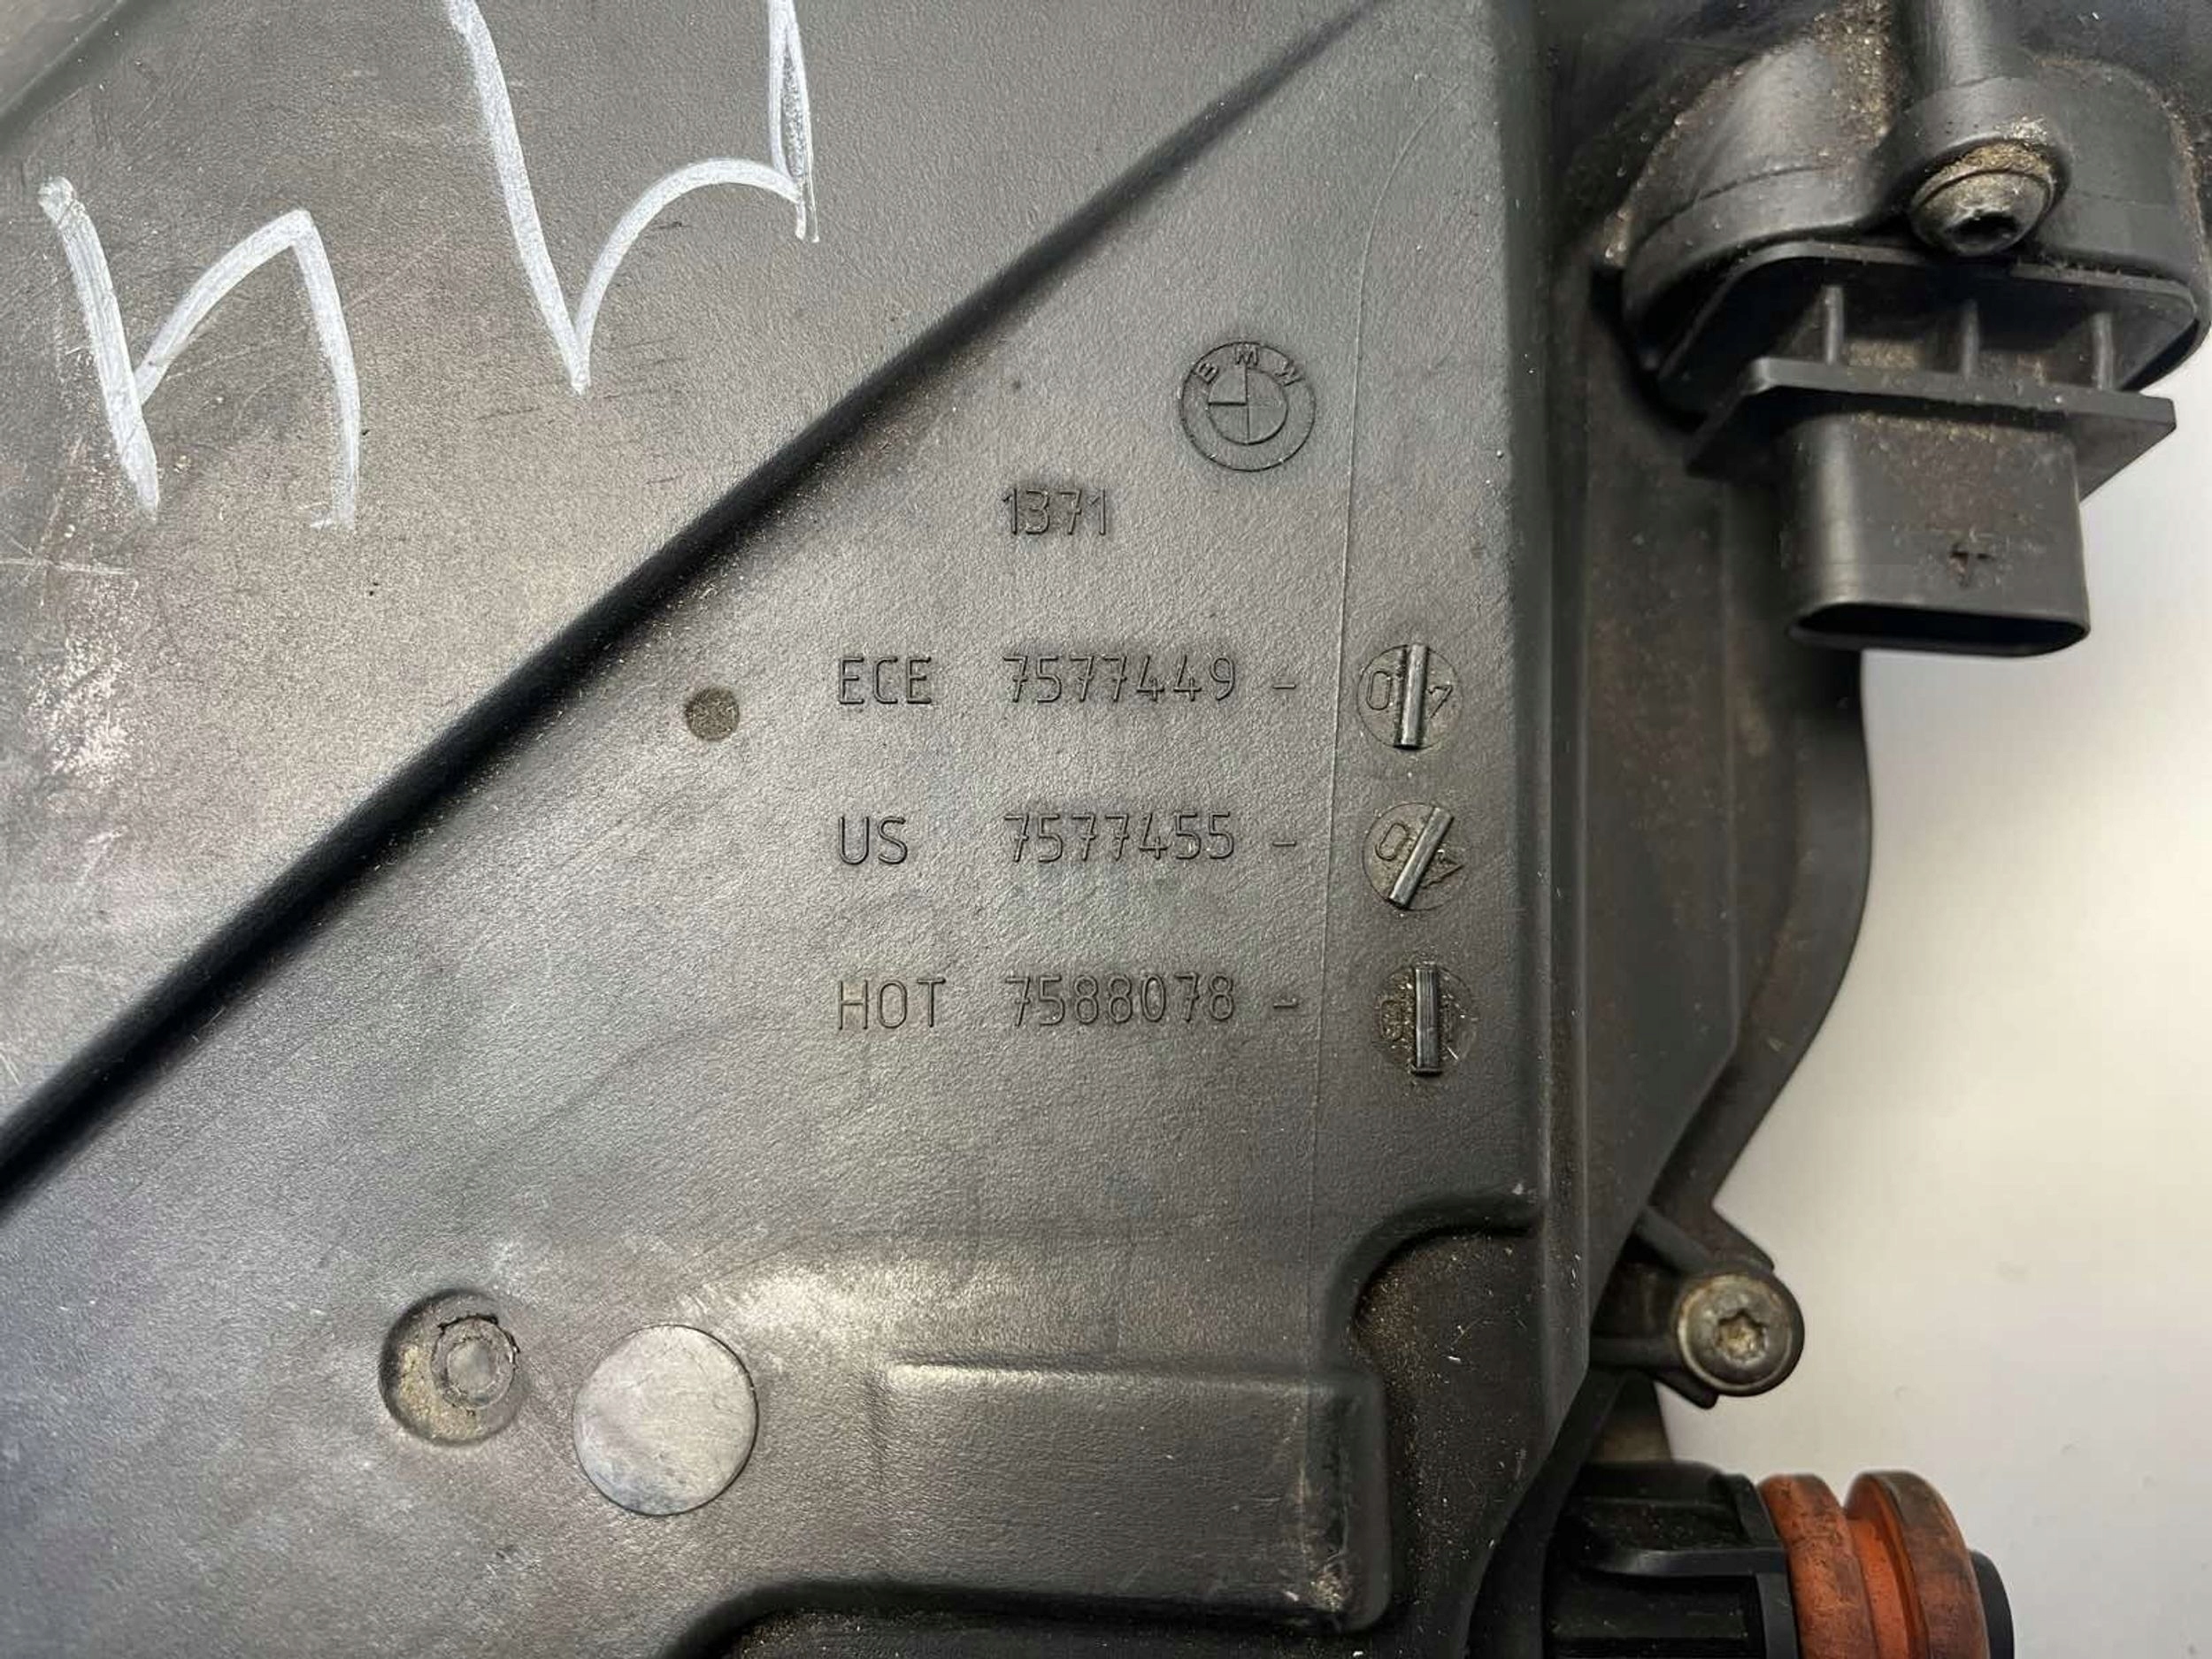 BMW
1371
ECE 7577449 -
US 7577455 -
HOT 7588078 -